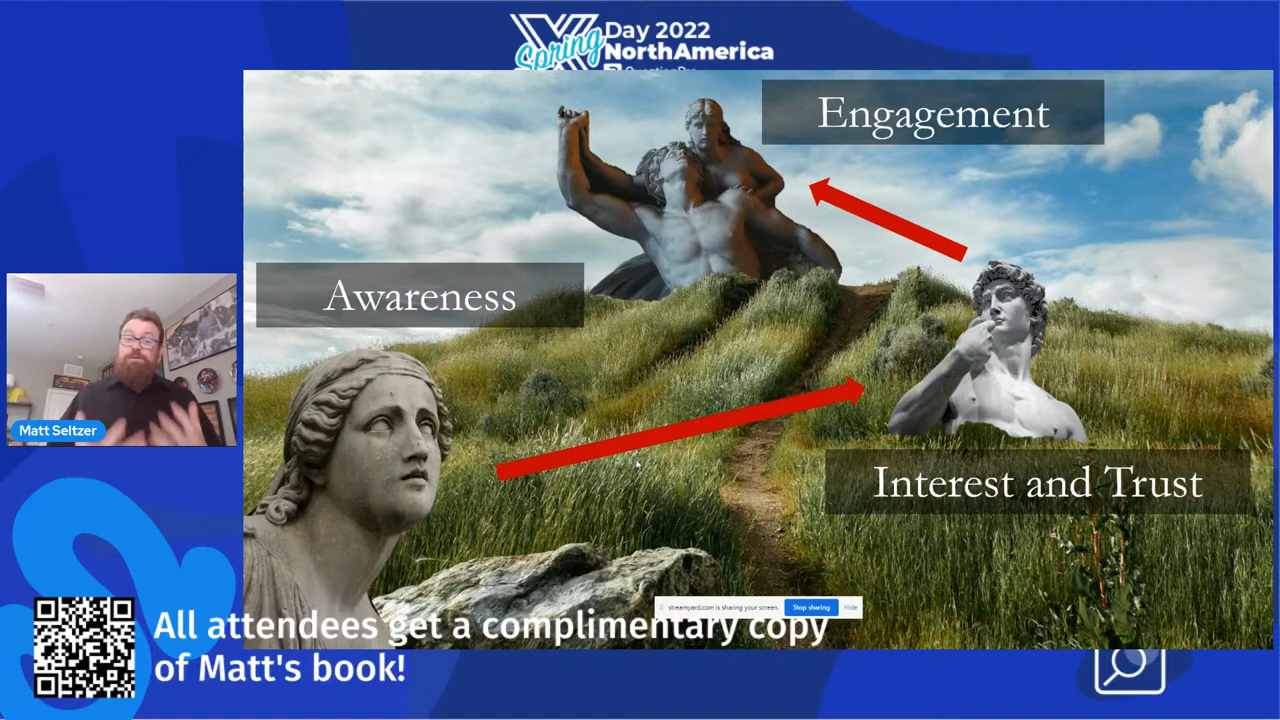 Spring
Day 2022
NorthAmerica
Engagement
Awareness
Matt Seltzer
Interest and Trust
streamyard.com is sharing your screen.
Stop sharing
Hide
All attendees get a complimentary copy
of Matt's book!